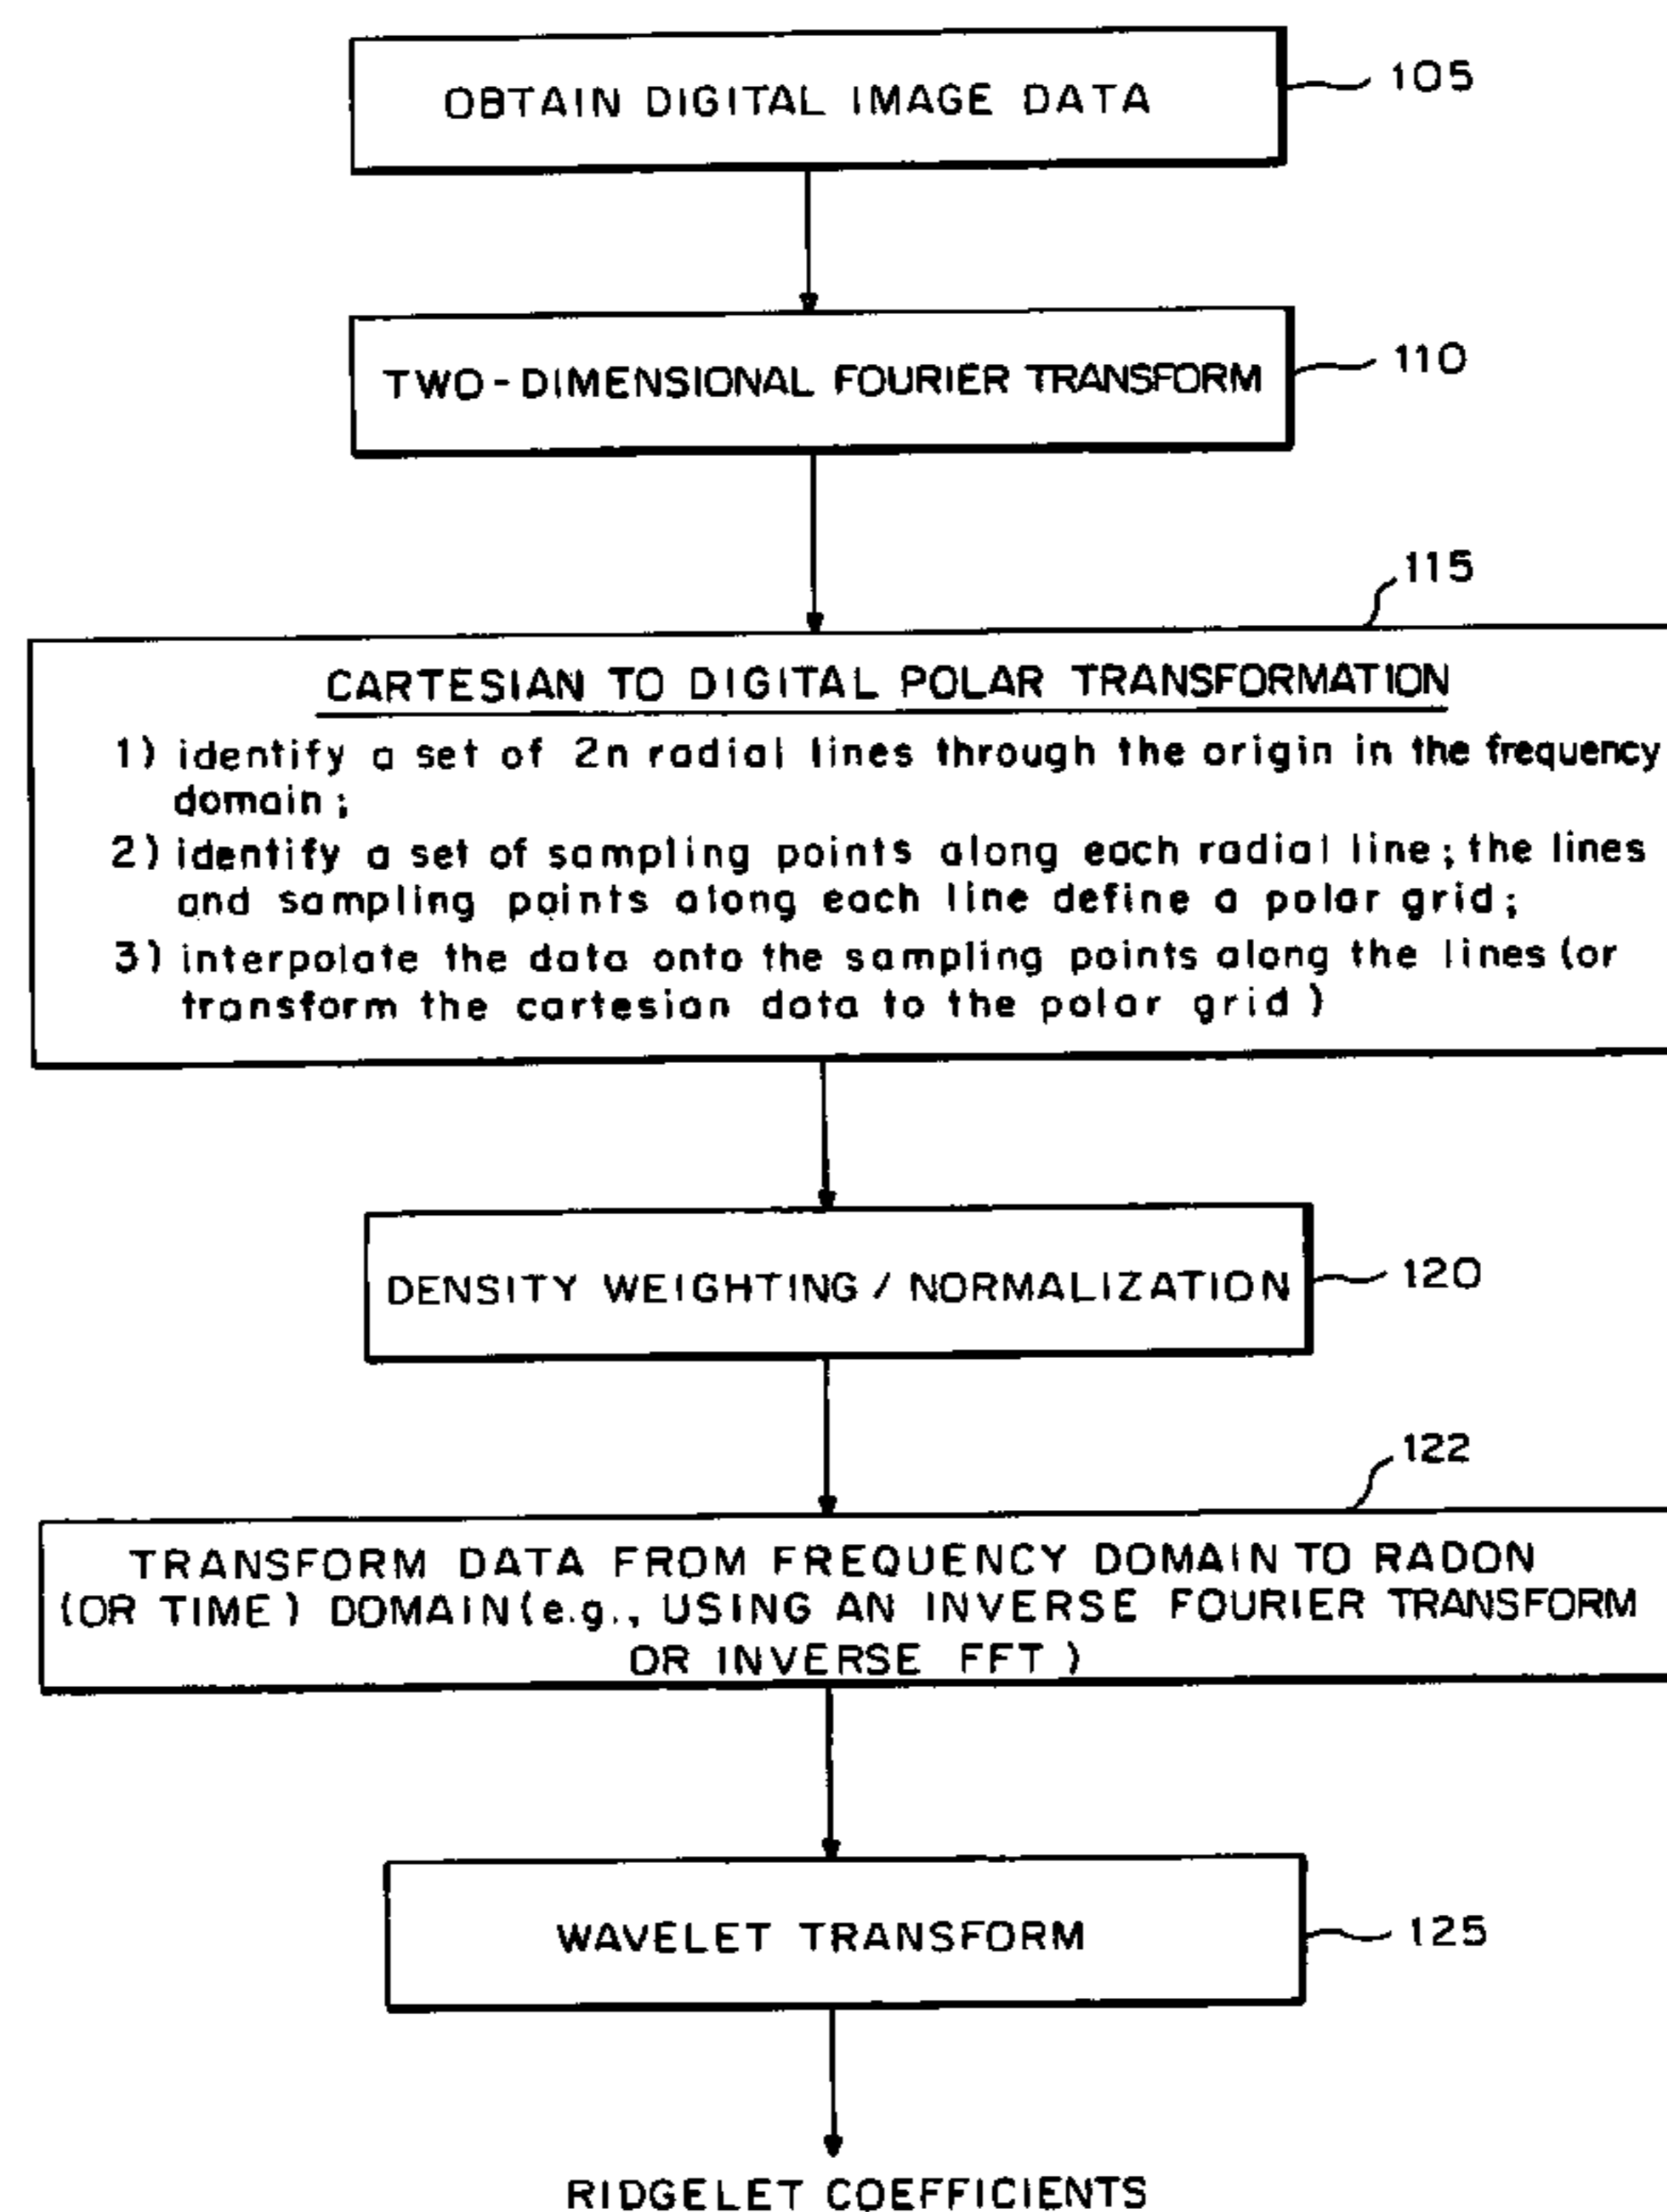 OBTAIN DIGITAL IMAGE DATA
105
TWO-DIMENSIONAL FOURIER TRANSFORM
110
115
CARTESIAN TO DIGITAL POLAR TRANSFORMATION
1) identify a set of 2n radial lines through the origin in the frequency
domain;
2) identify a set of sampling points along each radial line; the lines
and sampling points along each line define a polar grid;
3) interpolate the data onto the sampling points along the lines (or
transform the cartesian data to the polar grid)
DENSITY WEIGHTING / NORMALIZATION
120
122
TRANSFORM DATA FROM FREQUENCY DOMAIN TO RADON
(OR TIME) DOMAIN (e.g., USING AN INVERSE FOURIER TRANSFORM
OR INVERSE FFT)
WAVELET TRANSFORM
125
RIDGELET COEFFICIENTS